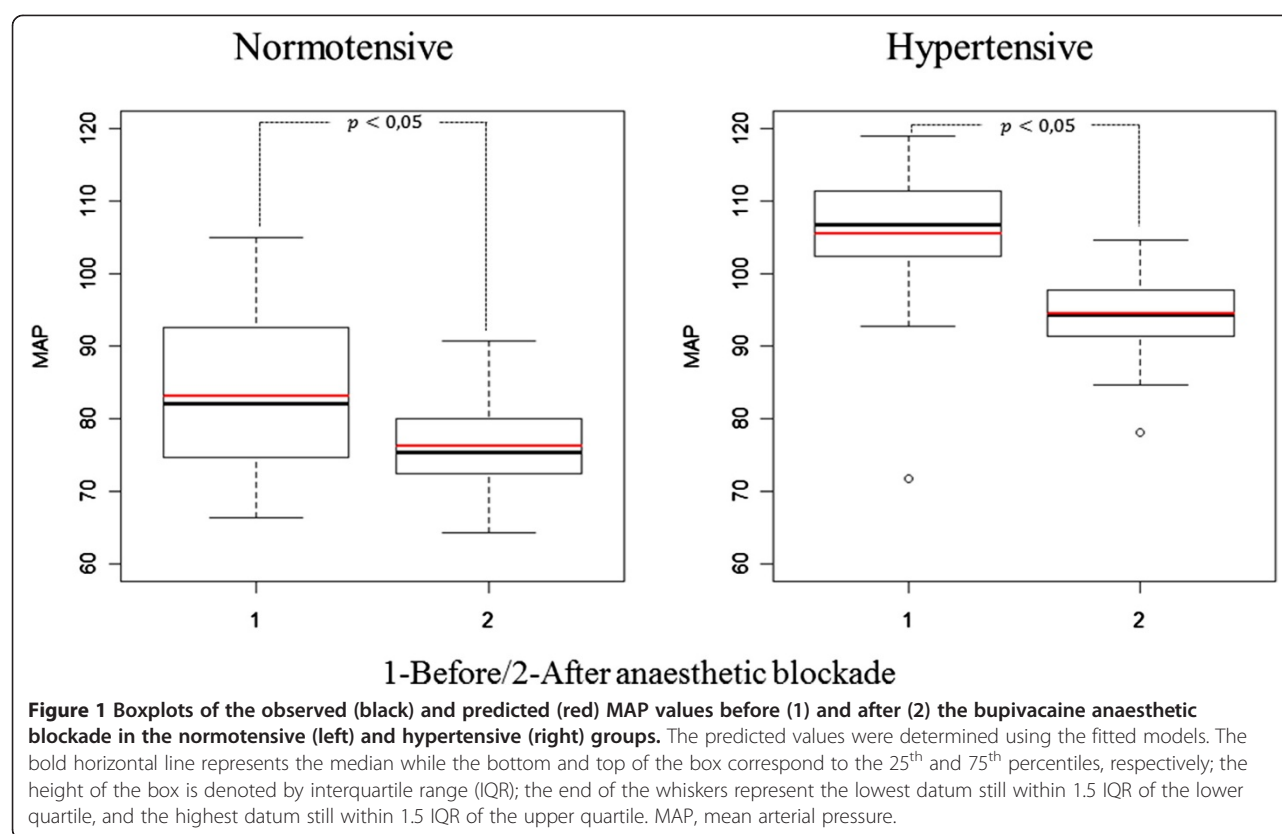 Normotensive
Hypertensive
p < 0,05
p < 0,05
MAP
120
110
100
90
80
70
60
1
2
MAP
120
110
100
90
80
70
60
1
2
1-Before/2-After anaesthetic blockade
Figure 1 Boxplots of the observed (black) and predicted (red) MAP values before (1) and after (2) the bupivacaine anaesthetic
blockade in the normotensive (left) and hypertensive (right) groups. The predicted values were determined using the fitted models. The
bold horizontal line represents the median while the bottom and top of the box correspond to the 25th and 75th percentiles, respectively; the
height of the box is denoted by interquartile range (IQR); the end of the whiskers represent the lowest datum still within 1.5 IQR of the lower
quartile, and the highest datum still within 1.5 IQR of the upper quartile. MAP, mean arterial pressure.